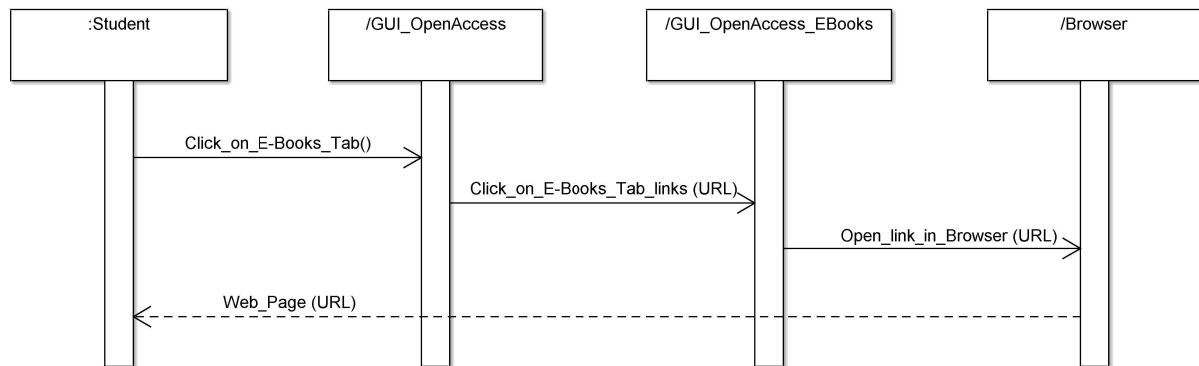 :Student
/GUI_OpenAccess
/GUI_OpenAccess_EBooks
/Browser
Click_on_E-Books_Tab()
Click_on_E-Books_Tab_links (URL)
Open_link_in_Browser (URL)
Web_Page (URL)